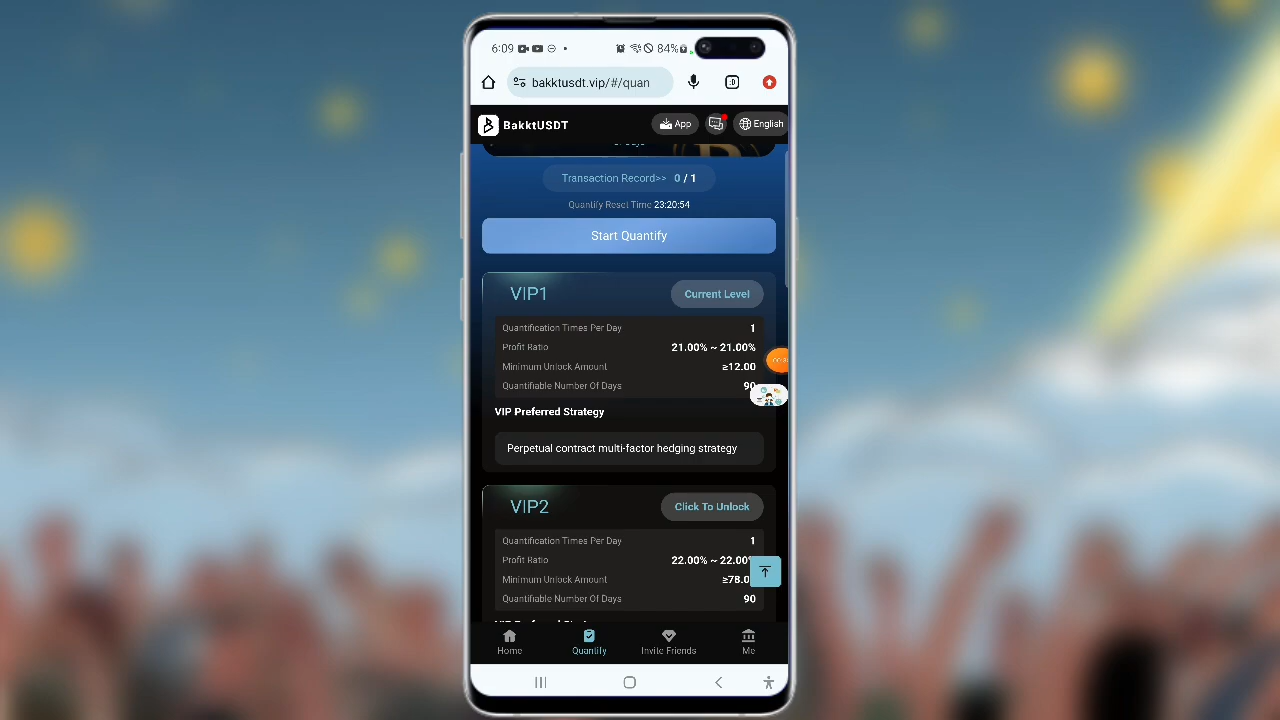 6:09
84%
bakktusdt.vip/#/quan
:D
BakktUSDT
App
English
Transaction Record>> 0 / 1
Quantify Reset Time 23:20:54
Start Quantify
VIP1
Current Level
Quantification Times Per Day 1
Profit Ratio 21.00% ~ 21.00%
Minimum Unlock Amount ≥12.00
Quantifiable Number Of Days 90
VIP Preferred Strategy
Perpetual contract multi-factor hedging strategy
VIP2
Click To Unlock
Quantification Times Per Day 1
Profit Ratio 22.00% ~ 22.00
Minimum Unlock Amount ≥78.0
Quantifiable Number Of Days 90
Home
Quantify
Invite Friends
Me